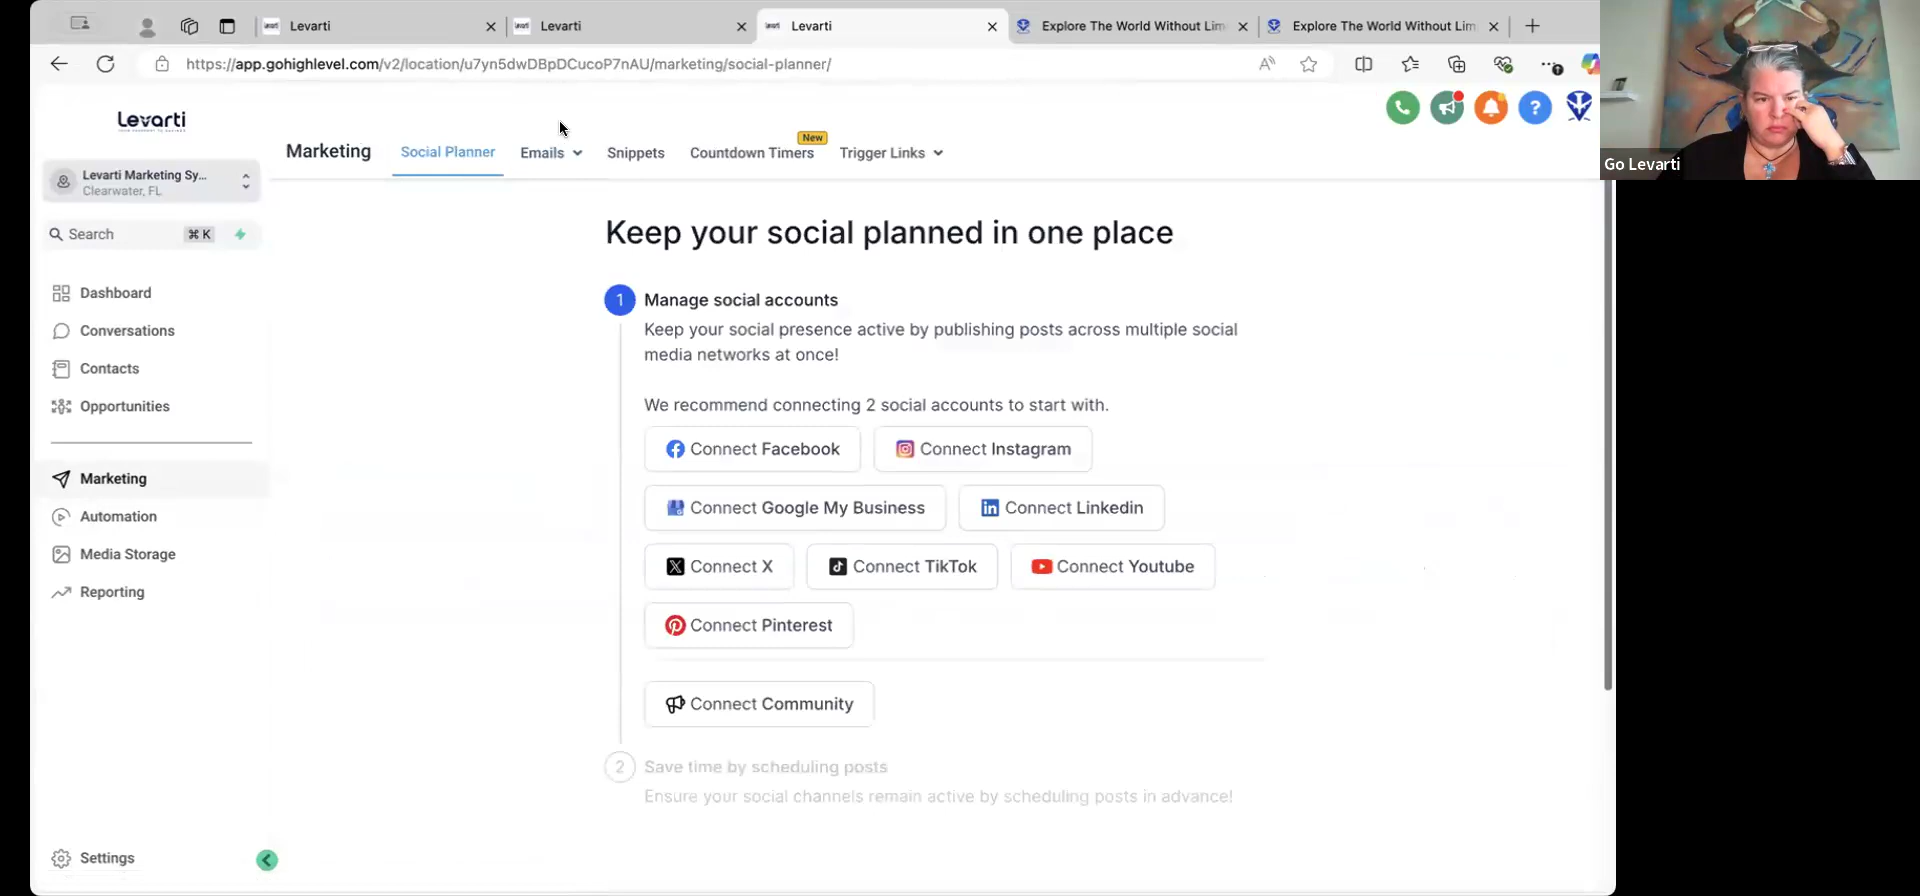 Levarti
Levarti
Levarti
Explore The World Without Lim
Explore The World Without Lim
https://app.gohighlevel.com/v2/location/u7yn5dwDBpDCucoP7nAU/marketing/social-planner/
Go Levarti
Levarti
Levarti Marketing Sy...
Clearwater, FL
Search ⌘ K
Dashboard
Conversations
Contacts
Opportunities
Marketing
Automation
Media Storage
Reporting
Settings
Marketing
Social Planner
Emails
Snippets
Countdown Timers
New
Trigger Links
Keep your social planned in one place
1 Manage social accounts
Keep your social presence active by publishing posts across multiple social
media networks at once!
We recommend connecting 2 social accounts to start with.
Connect Facebook
Connect Instagram
Connect Google My Business
Connect Linkedin
Connect X
Connect TikTok
Connect Youtube
Connect Pinterest
Connect Community
2 Save time by scheduling posts
Ensure your social channels remain active by scheduling posts in advance!